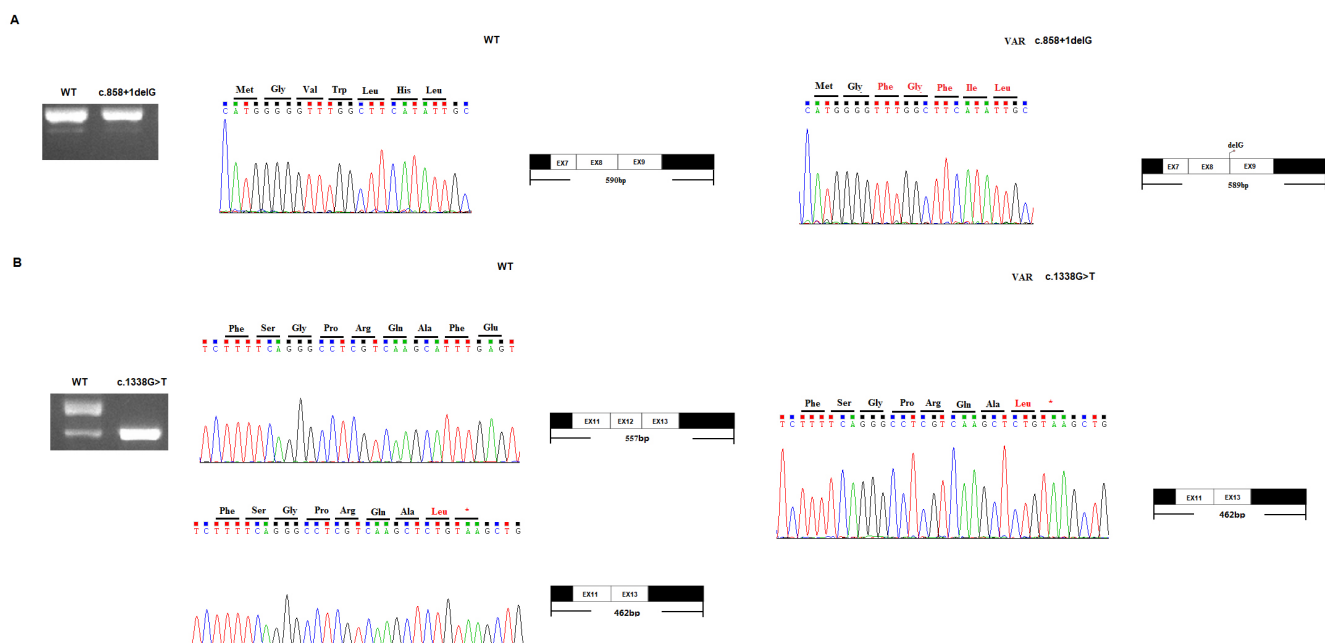 A
WT
VAR c.858+1delG
WT c.858+1delG
Met Gly Val Trp Leu His Leu
CATGGGGGTTTGGCTTCATATTGC
EX7 EX8 EX9
590bp
Met Gly Phe Gly Phe Ile Leu
CATGGGGTTTGGCTTCATATTGC
delG
EX7 EX8 EX9
589bp
B
WT
VAR c.1338G>T
WT c.1338G>T
Phe Ser Gly Pro Arg Gln Ala Phe Glu
TCTTTTCAGGGCCTCGTCAAGCATTTGAGT
EX11 EX12 EX13
557bp
Phe Ser Gly Pro Arg Gln Ala Leu *
TCTTTTCAGGGCCTCGTCAAGCTCTGTAAGCTG
EX11 EX13
462bp
Phe Ser Gly Pro Arg Gln Ala Leu *
TCTTTTCAGGGCCTCGTCAAGCTCTGTAAGCTG
EX11 EX13
462bp